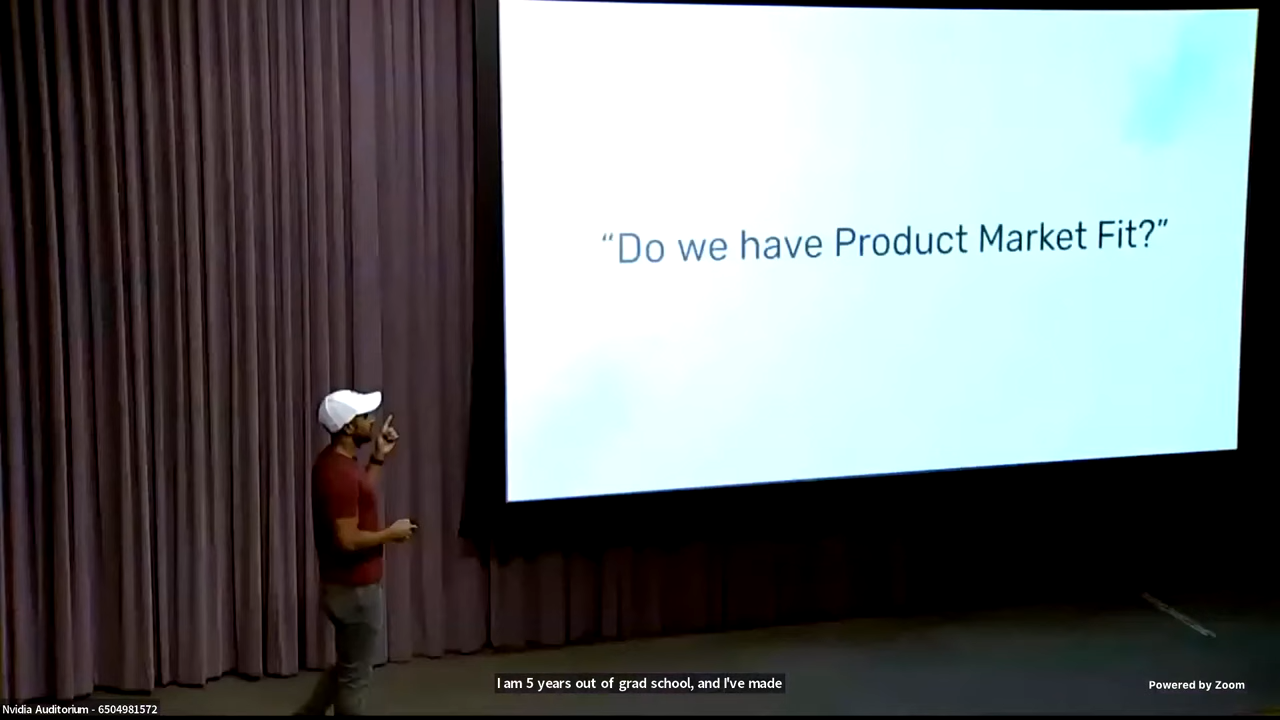 “Do we have Product Market Fit?”
I am 5 years out of grad school, and I've made
Powered by Zoom
Nvidia Auditorium - 6504981572